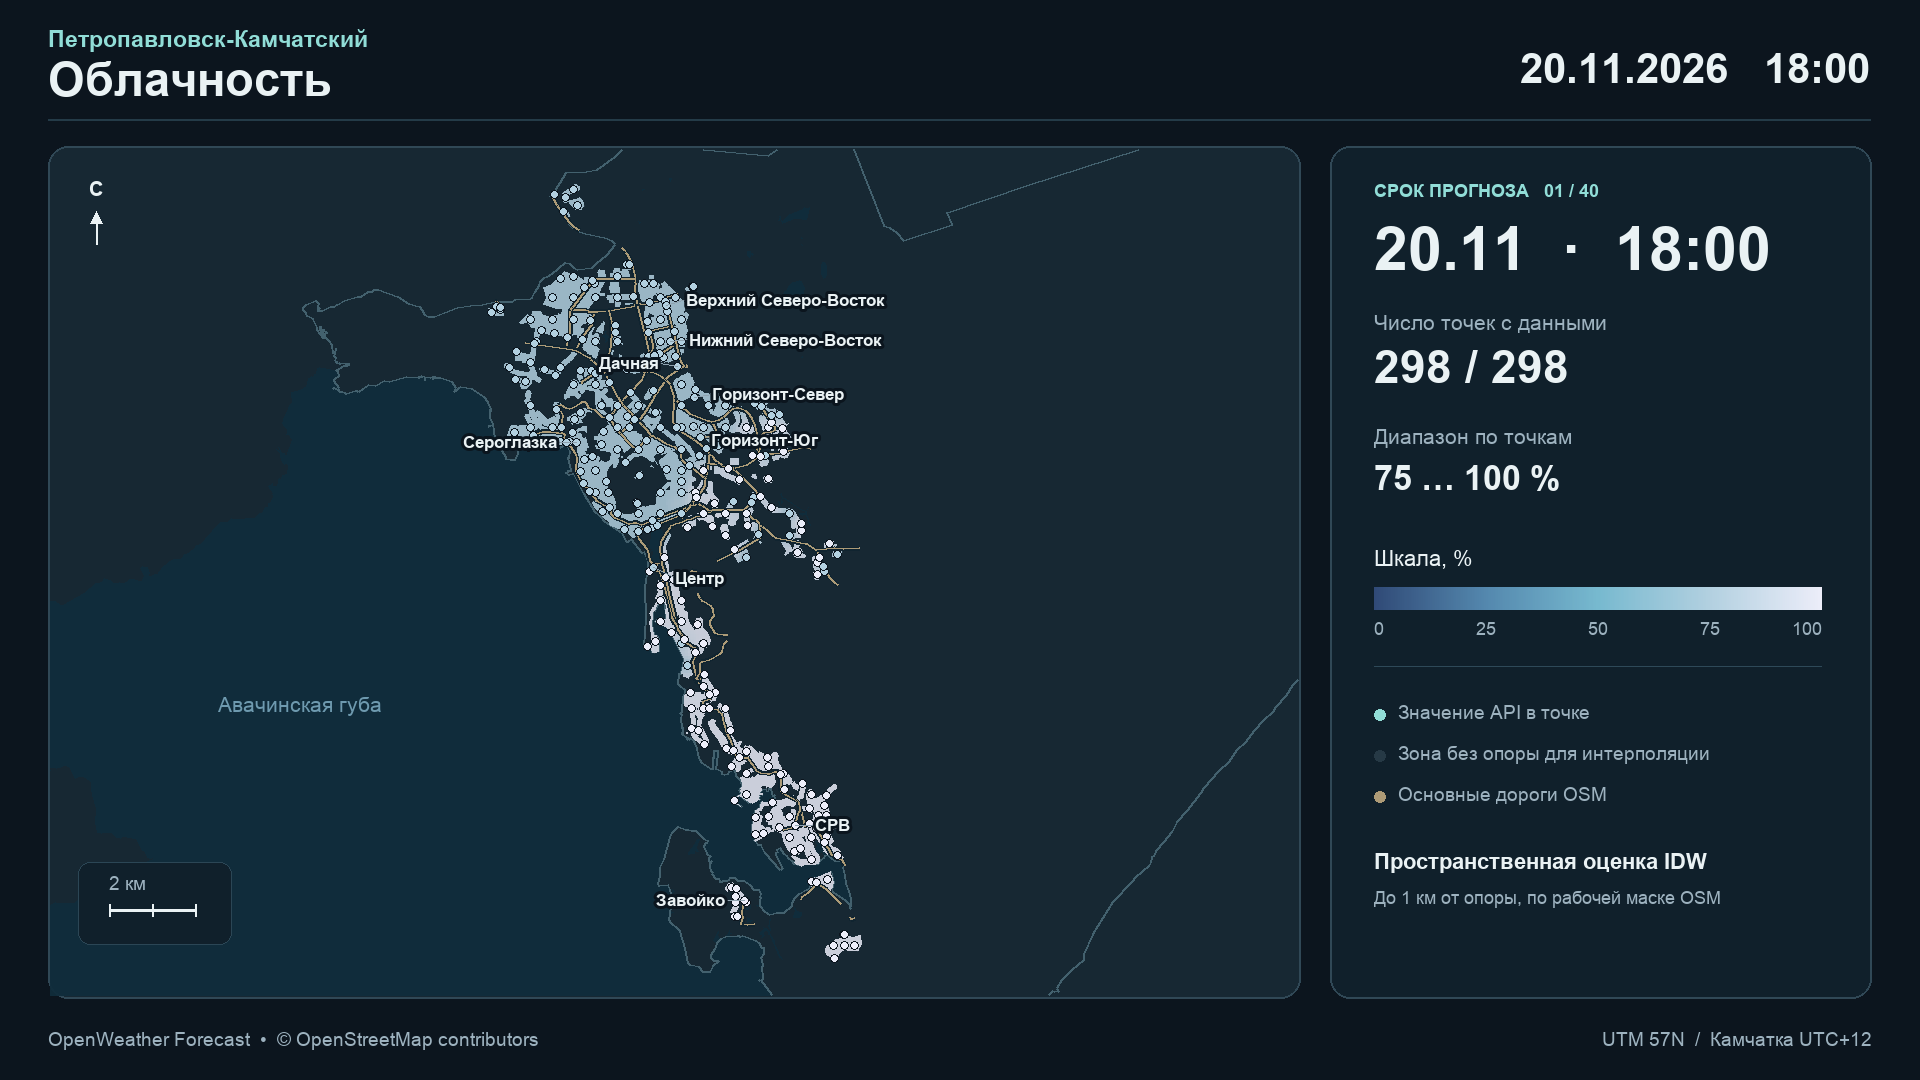 Петропавловск-Камчатский
Облачность
20.11.2026 18:00
С
Верхний Северо-Восток
Нижний Северо-Восток
Дачная
Горизонт-Север
Сероглазка
Горизонт-Юг
Центр
Авачинская губа
СРВ
Завойко
2 км
СРОК ПРОГНОЗА 01 / 40
20.11 · 18:00
Число точек с данными
298 / 298
Диапазон по точкам
75 … 100 %
Шкала, %
0 25 50 75 100
Значение API в точке
Зона без опоры для интерполяции
Основные дороги OSM
Пространственная оценка IDW
До 1 км от опоры, по рабочей маске OSM
OpenWeather Forecast • © OpenStreetMap contributors
UTM 57N / Камчатка UTC+12